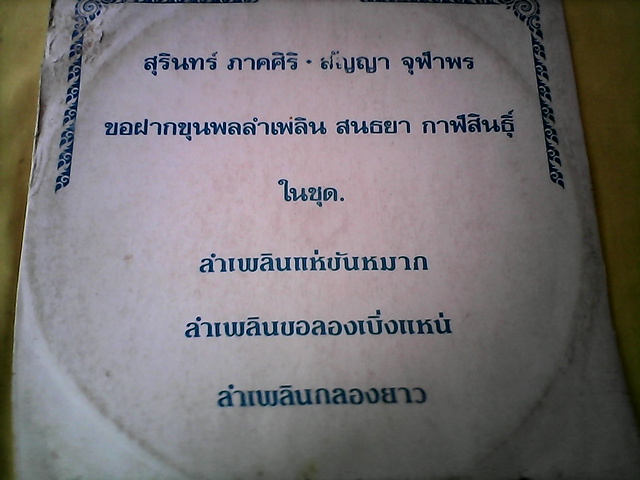 สุรินทร์ ภาคศิริ · สัญญา จุฬาพร
ขอฝากขุนพลลำเพลิน สนธยา กาฬสินธุ์
ในชุด.
ลำเพลินแห่ขันหมาก
ลำเพลินขอลองเบิ่งแหน่
ลำเพลินกลองยาว